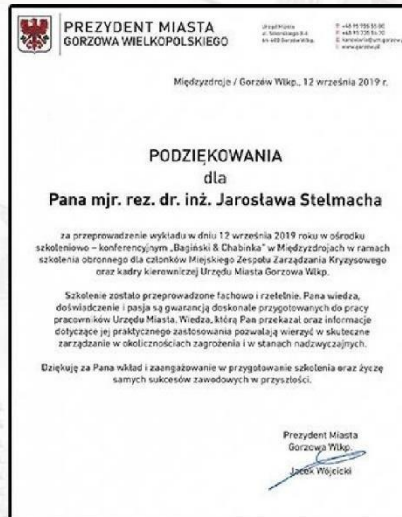 PREZYDENT MIASTA
GORZOWA WIELKOPOLSKIEGO
Urząd Miasta
Międzyzdroje / Gorzów Wlkp., 12 września 2019 r.
PODZIĘKOWANIA
dla
Pana mjr. rez. dr. inż. Jarosława Stelmacha
za przeprowadzenie wykładu w dniu 12 września 2019 roku w ośrodku
szkoleniowo – konferencyjnym „Bagiński & Chabinka" w Międzyzdrojach w ramach
szkolenia obronnego dla członków Miejskiego Zespołu Zarządzania Kryzysowego
oraz kadry kierowniczej Urzędu Miasta Gorzowa Wlkp.
Szkolenie zostało przeprowadzone fachowo i rzetelnie. Pana wiedza,
doświadczenie i pasja są gwarancją doskonale przygotowanych do pracy
pracowników Urzędu Miasta. Wiedza, którą Pan przekazał oraz informacje
dotyczące jej praktycznego zastosowania pozwalają wierzyć w skuteczne
zarządzanie w okolicznościach zagrożenia i w stanach nadzwyczajnych.
Dziękuję za Pana wkład i zaangażowanie w przygotowanie szkolenia oraz życzę
samych sukcesów zawodowych w przyszłości.
Prezydent Miasta
Gorzowa Wlkp.
Jacek Wójcicki